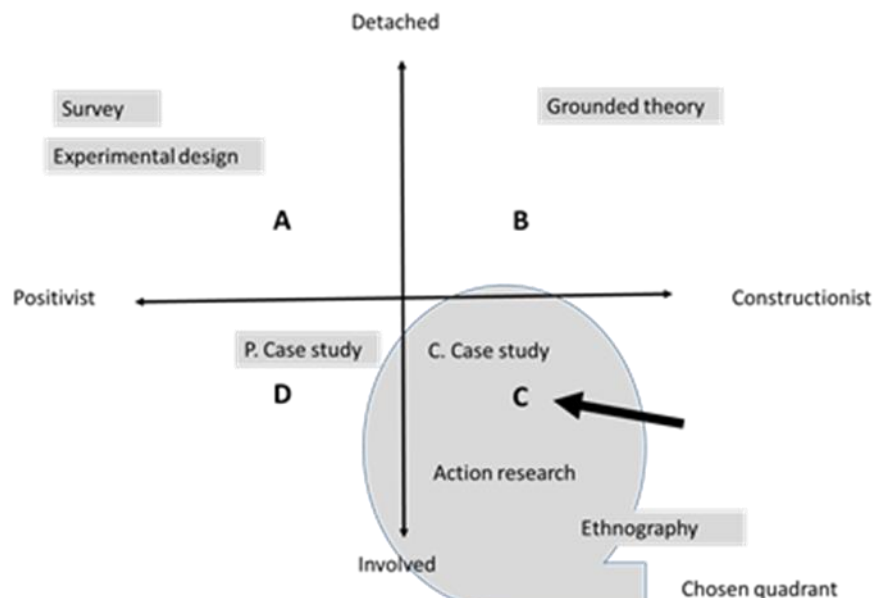 Detached
Survey
Grounded theory
Experimental design
A
B
Positivist
Constructionist
P. Case study
C. Case study
D
C
Action research
Ethnography
Involved
Chosen quadrant